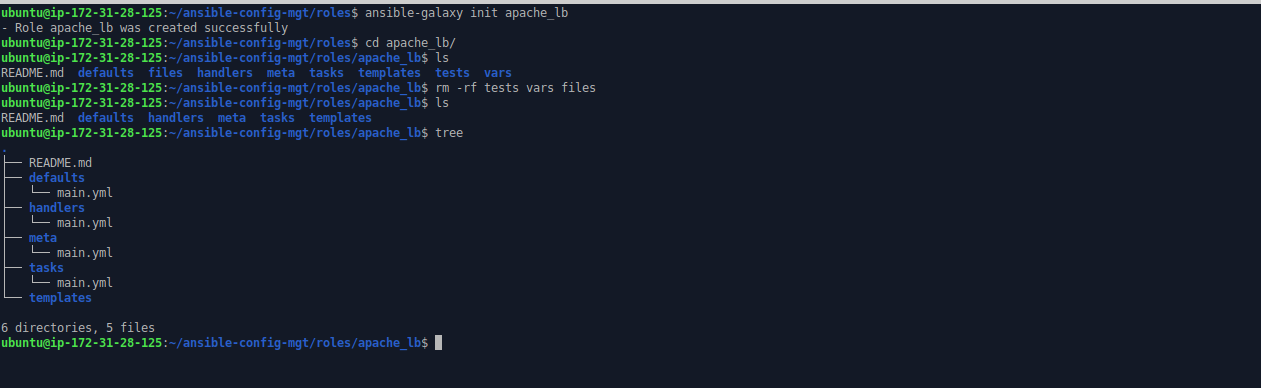 ubuntu@ip-172-31-28-125:~/ansible-config-mgt/roles$ ansible-galaxy init apache_lb
- Role apache_lb was created successfully
ubuntu@ip-172-31-28-125:~/ansible-config-mgt/roles$ cd apache_lb/
ubuntu@ip-172-31-28-125:~/ansible-config-mgt/roles/apache_lb$ ls
README.md  defaults  files  handlers  meta  tasks  templates  tests  vars
ubuntu@ip-172-31-28-125:~/ansible-config-mgt/roles/apache_lb$ rm -rf tests vars files
ubuntu@ip-172-31-28-125:~/ansible-config-mgt/roles/apache_lb$ ls
README.md  defaults  handlers  meta  tasks  templates
ubuntu@ip-172-31-28-125:~/ansible-config-mgt/roles/apache_lb$ tree
.
├── README.md
├── defaults
│   └── main.yml
├── handlers
│   └── main.yml
├── meta
│   └── main.yml
├── tasks
│   └── main.yml
└── templates
6 directories, 5 files
ubuntu@ip-172-31-28-125:~/ansible-config-mgt/roles/apache_lb$